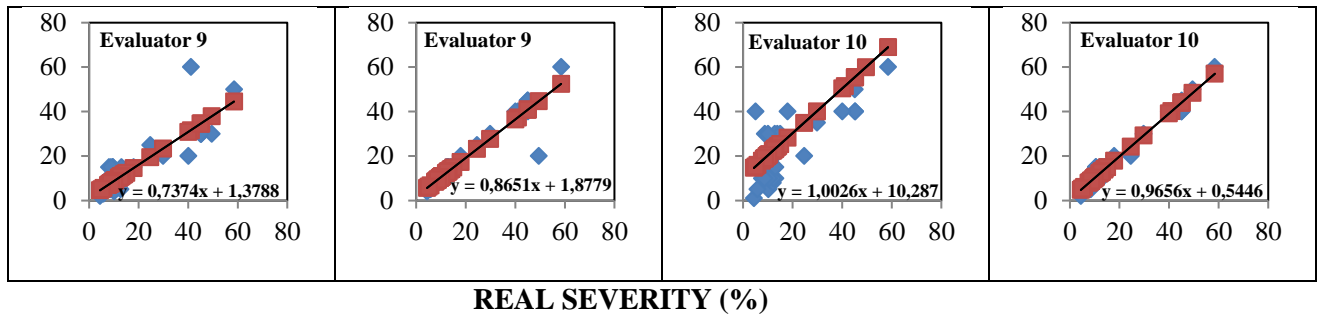 80
60
40
20
0
Evaluator 9
y = 0,7374x + 1,3788
0 20 40 60 80
80
60
40
20
0
Evaluator 9
y = 0,8651x + 1,8779
0 20 40 60 80
80
60
40
20
0
Evaluator 10
y = 1,0026x + 10,287
0 20 40 60 80
80
60
40
20
0
Evaluator 10
y = 0,9656x + 0,5446
0 20 40 60 80
REAL SEVERITY (%)